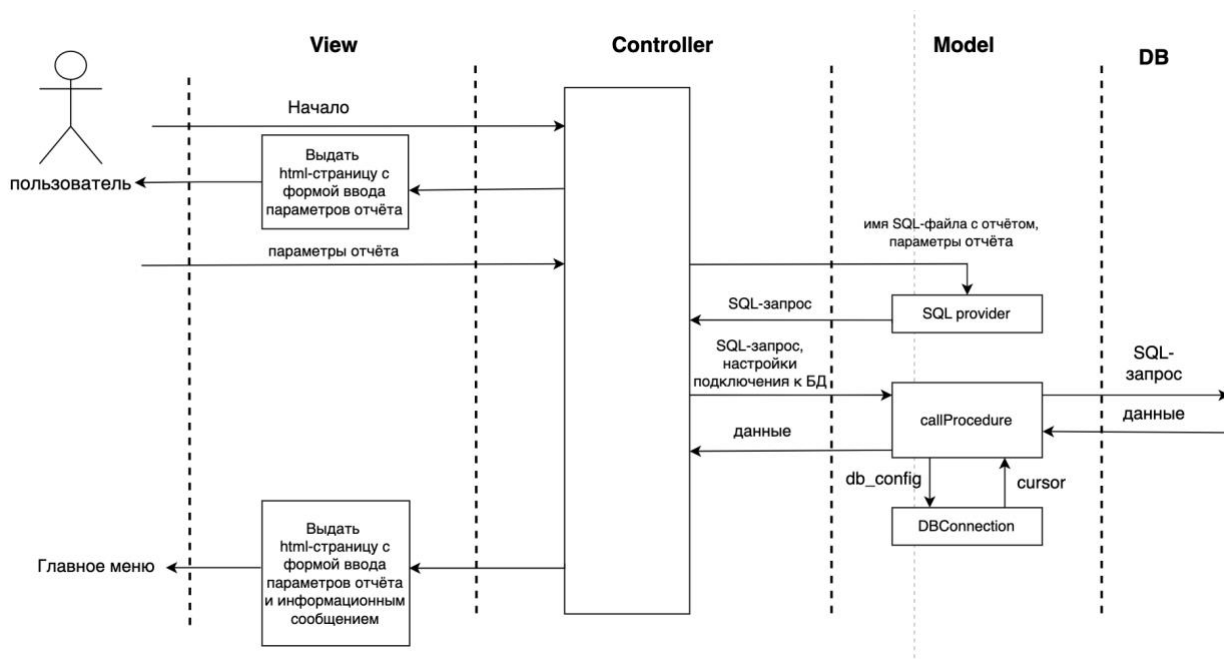 View
Controller
Model
DB
Начало
Выдать
html-страницу с
формой ввода
параметров отчёта
пользователь
параметры отчёта
имя SQL-файла с отчётом,
параметры отчёта
SQL provider
SQL-запрос
SQL-запрос,
настройки
подключения к БД
callProcedure
SQL-
запрос
данные
данные
db_config
cursor
DBConnection
Выдать
html-страницу с
формой ввода
параметров отчёта
и информационным
сообщением
Главное меню